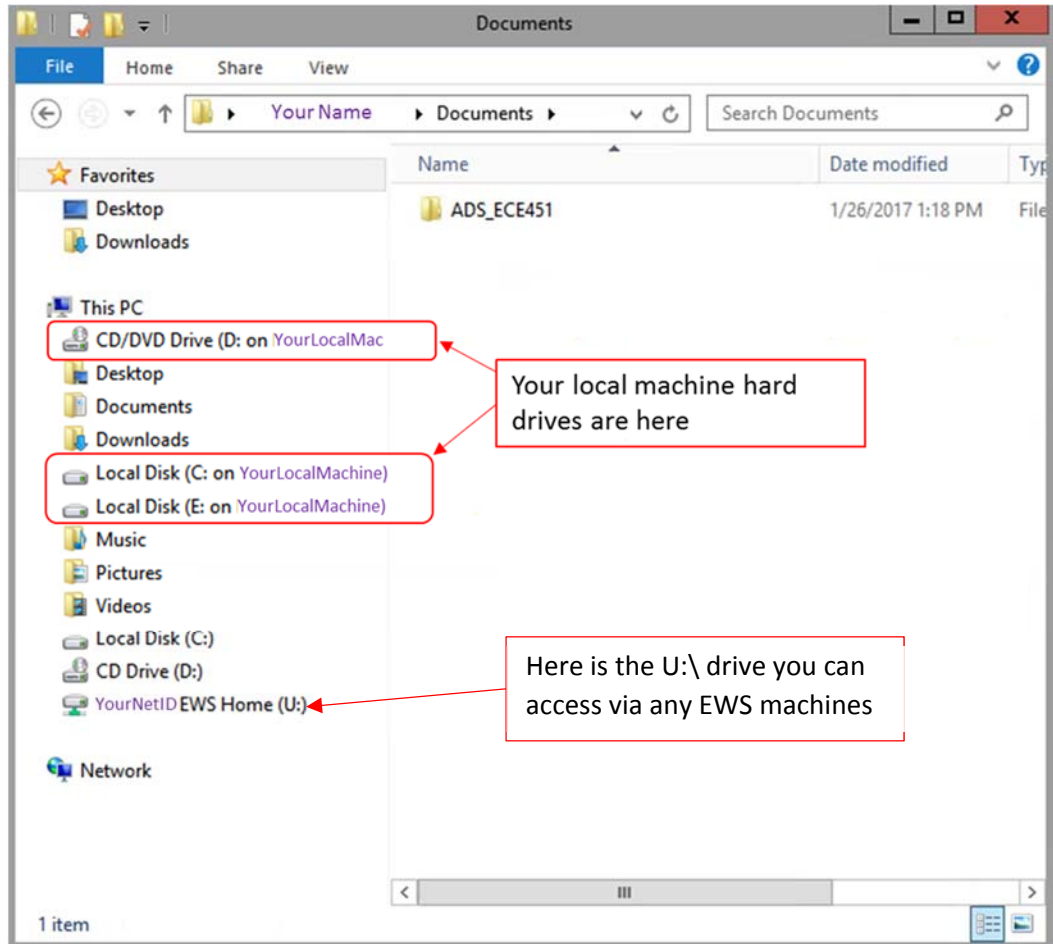 Documents
File Home Share View
Your Name Documents Search Documents
Name Date modified Typ
Favorites
Desktop
ADS_ECE451 1/26/2017 1:18 PM File
Downloads
This PC
CD/DVD Drive (D: on YourLocalMac
Desktop
Your local machine hard
drives are here
Documents
Downloads
Local Disk (C: on YourLocalMachine)
Local Disk (E: on YourLocalMachine)
Music
Pictures
Videos
Local Disk (C:)
CD Drive (D:)
YourNetID EWS Home (U:)
Here is the U:\ drive you can
access via any EWS machines
Network
1 item